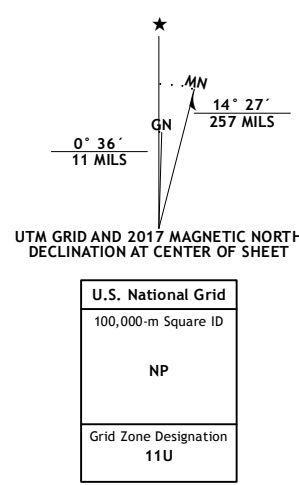 ★
MN
14° 27´
257 MILS
GN
0° 36´
11 MILS
UTM GRID AND 2017 MAGNETIC NORTH
DECLINATION AT CENTER OF SHEET
U.S. National Grid
100,000-m Square ID
NP
Grid Zone Designation
11U